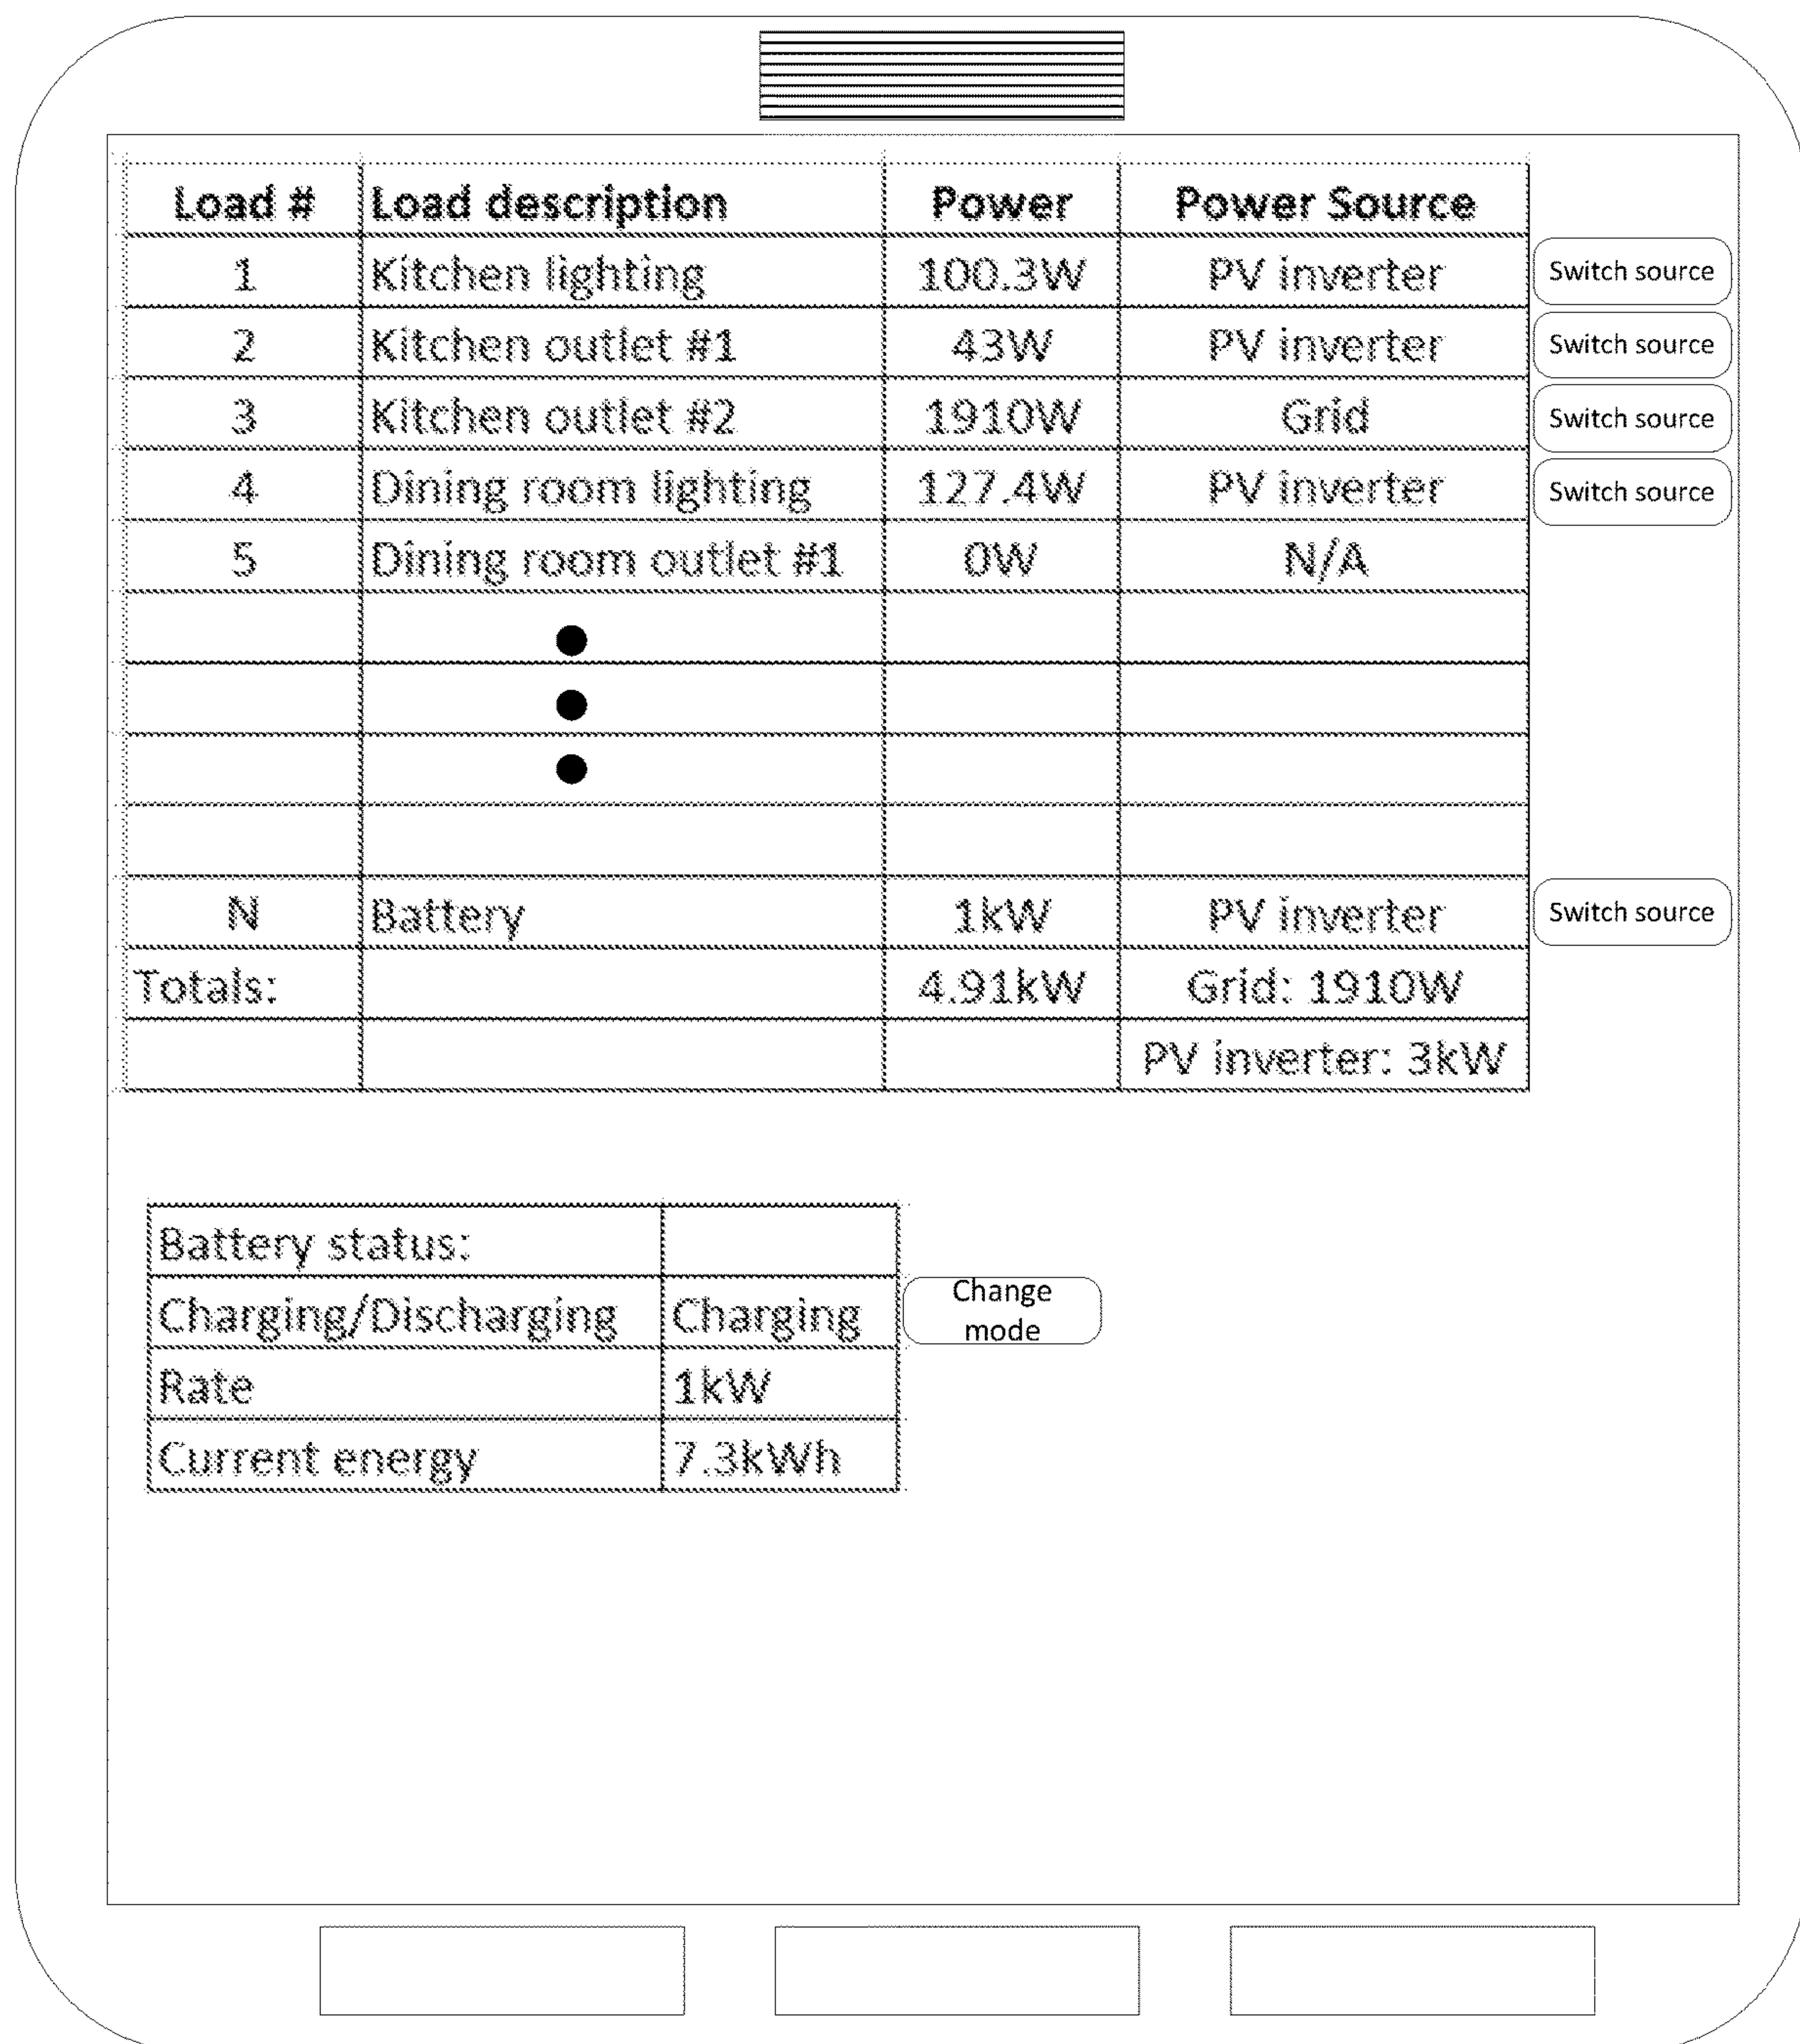 Load # Load description Power Power Source
1 Kitchen lighting 100.3W PV inverter Switch source
2 Kitchen outlet #1 43W PV inverter Switch source
3 Kitchen outlet #2 1910W Grid Switch source
4 Dining room lighting 127.4W PV inverter Switch source
5 Dining room outlet #1 0W N/A
N Battery 1kW PV inverter Switch source
Totals: 4.91kW Grid: 1910W
PV inverter: 3kW
Battery status:
Charging/Discharging Charging Change
mode
Rate 1kW
Current energy 7.3kWh